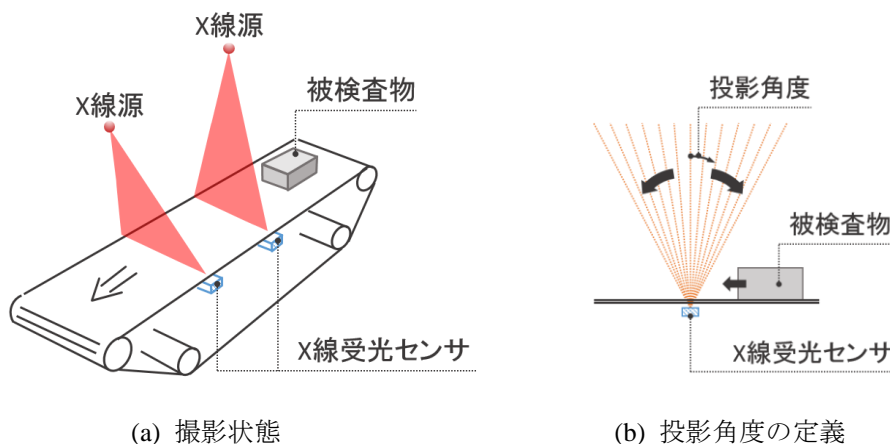 X線源
X線源
被検査物
X線受光センサ
(a) 撮影状態
投影角度
被検査物
X線受光センサ
(b) 投影角度の定義